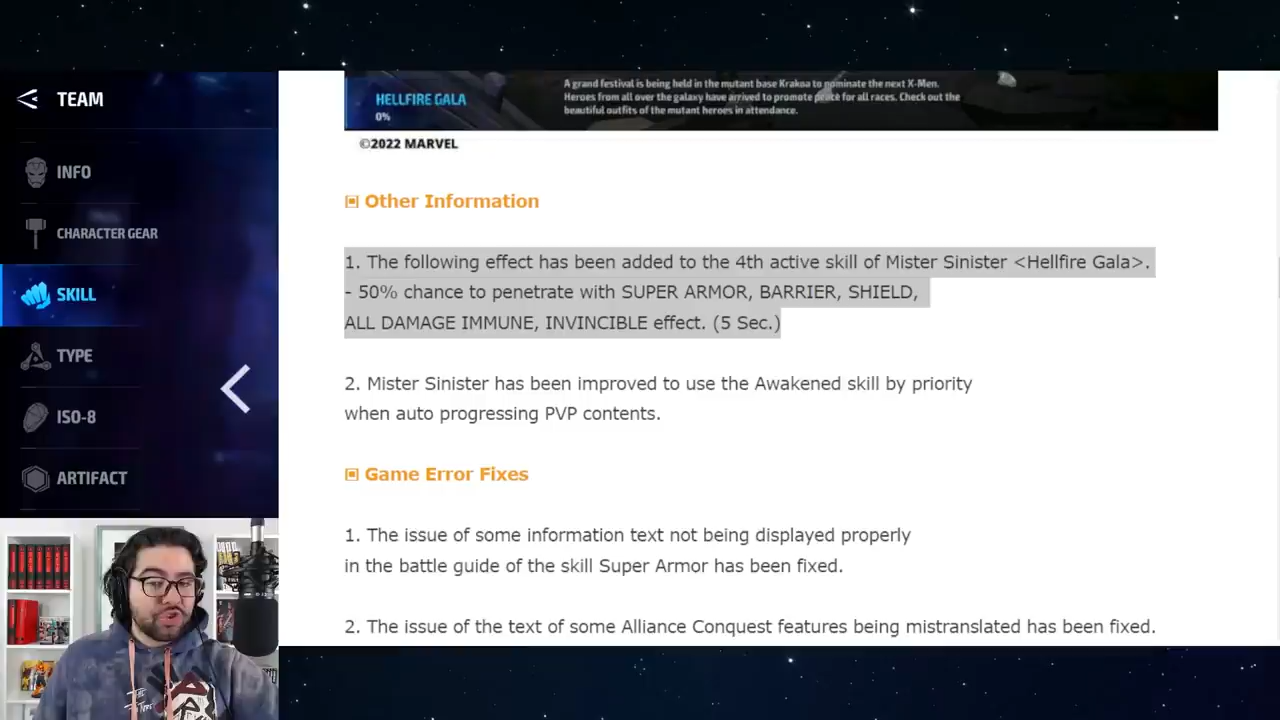 TEAM
INFO
CHARACTER GEAR
SKILL
TYPE
ISO-8
ARTIFACT
HELLFIRE GALA
0%
A grand festival is being held in the mutant base Krakoa to nominate the next X-Men.
Heroes from all over the galaxy have arrived to promote peace for all races. Check out the
beautiful outfits of the mutant heroes in attendance.
©2022 MARVEL
Other Information
1. The following effect has been added to the 4th active skill of Mister Sinister <Hellfire Gala>.
- 50% chance to penetrate with SUPER ARMOR, BARRIER, SHIELD,
ALL DAMAGE IMMUNE, INVINCIBLE effect. (5 Sec.)
2. Mister Sinister has been improved to use the Awakened skill by priority
when auto progressing PVP contents.
Game Error Fixes
1. The issue of some information text not being displayed properly
in the battle guide of the skill Super Armor has been fixed.
2. The issue of the text of some Alliance Conquest features being mistranslated has been fixed.